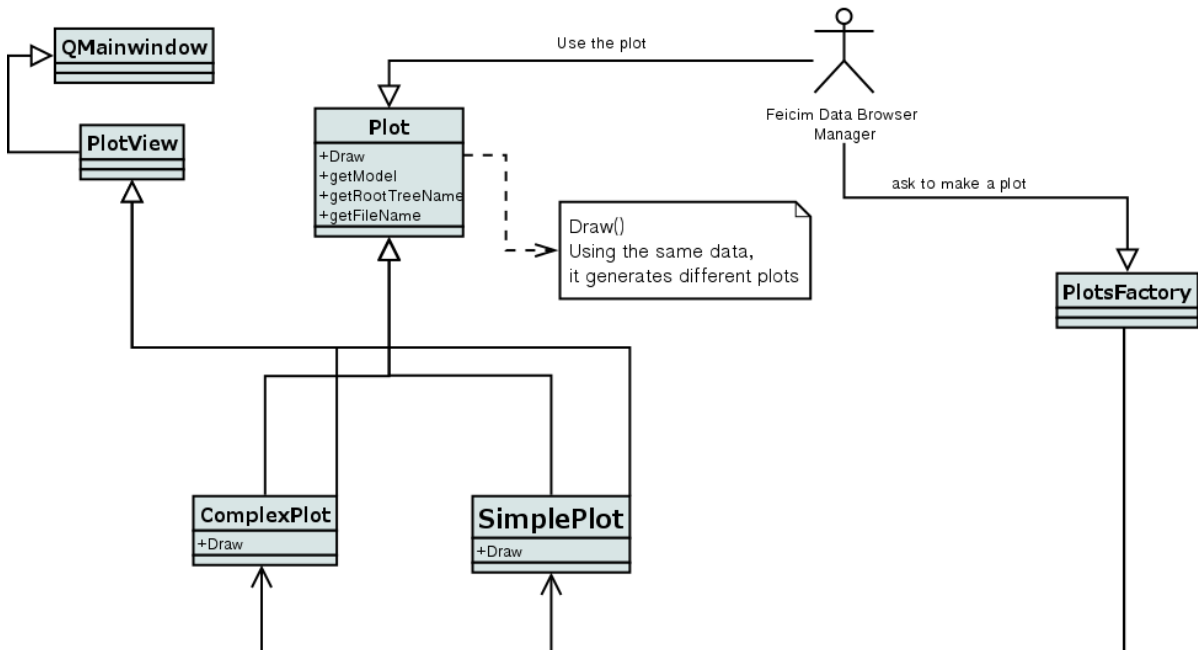 QMainwindow
PlotView
Use the plot
Plot
+Draw
+getModel
+getRootTreeName
+getFileName
Feicim Data Browser
Manager
ask to make a plot
Draw()
Using the same data,
it generates different plots
PlotsFactory
ComplexPlot
+Draw
SimplePlot
+Draw